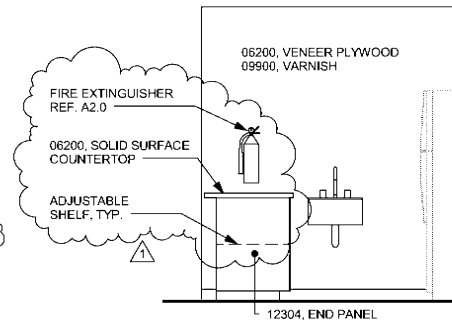 06200, VENEER PLYWOOD
09900, VARNISH
FIRE EXTINGUISHER
REF. A2.0
06200, SOLID SURFACE
COUNTERTOP
ADJUSTABLE
SHELF, TYP.
1
12304, END PANEL